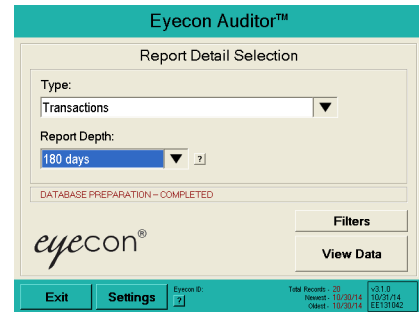 Eyecon Auditor™
Report Detail Selection
Type:
Transactions
Report Depth:
180 days
?
DATABASE PREPARATION – COMPLETED
eyecon®
Filters
View Data
Exit
Settings
Eyecon ID:
?
Total Records - 20
Newest - 10/30/14
Oldest - 10/30/14
v3.1.0
10/31/14
EE131042